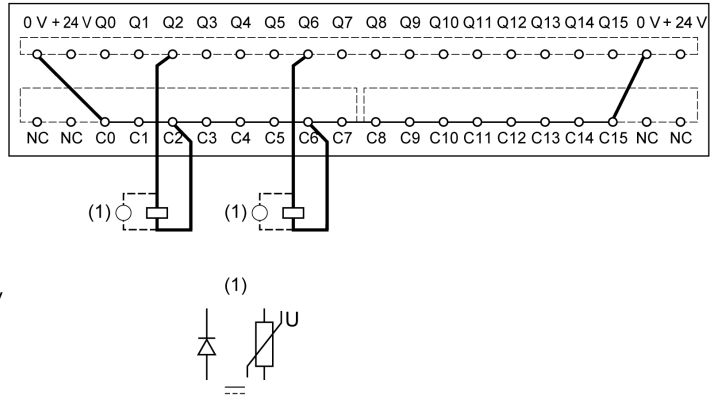 0 V + 24 V Q0 Q1 Q2 Q3 Q4 Q5 Q6 Q7 Q8 Q9 Q10 Q11 Q12 Q13 Q14 Q15 0 V + 24 V
NC NC C0 C1 C2 C3 C4 C5 C6 C7 C8 C9 C10 C11 C12 C13 C14 C15 NC NC
(1) (1)
(1)
U